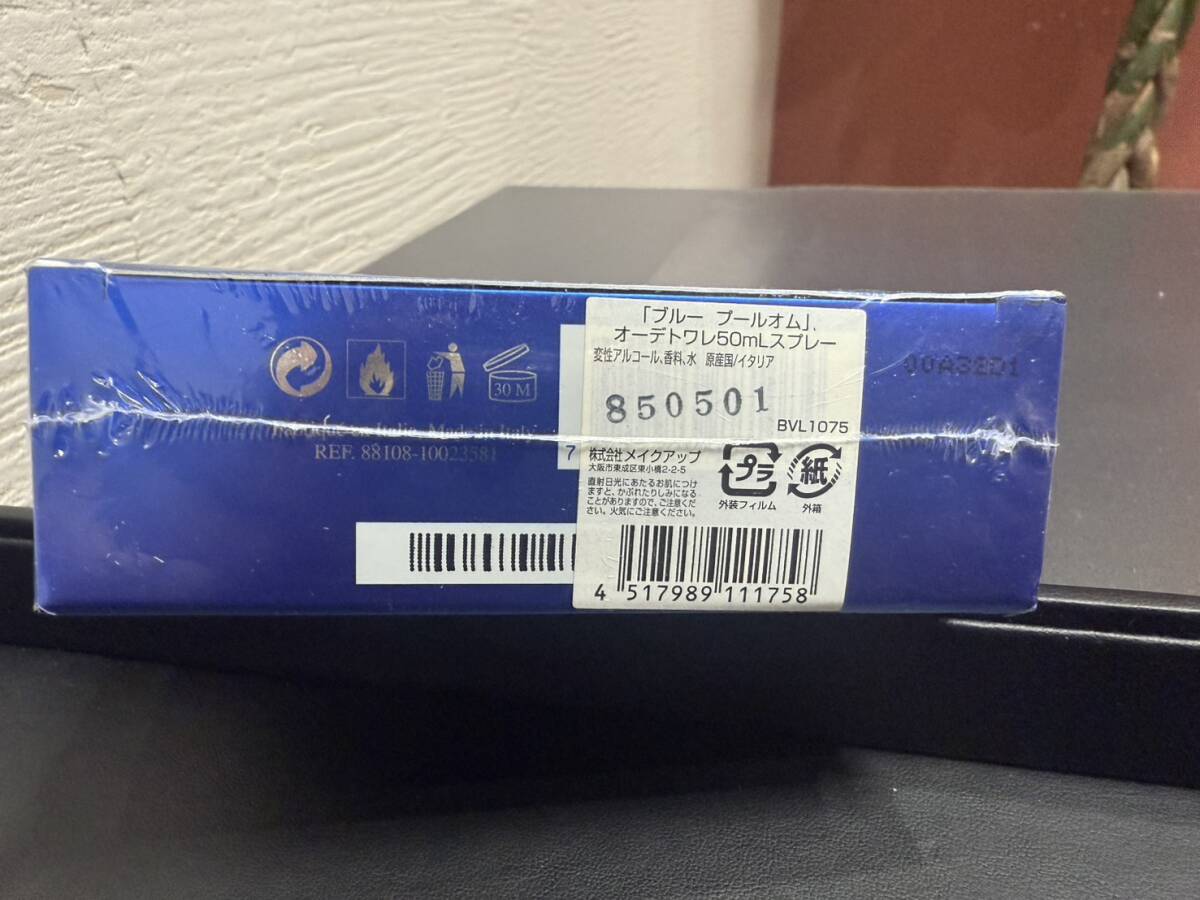 30 M
Made in Italy
REF. 88108-10023581
7
「ブルー プールオム」、
オーデトワレ50mLスプレー
変性アルコール、香料、水 原産国/イタリア
850501
BVL1075
株式会社 メイクアップ
大阪市東成区東小橋2-2-5
直射日光にあたるお肌につけ
ますと、かぶれたりしみになる
ことがありますので、ご注意くだ
さい。火気にご注意ください。
プラ
外装フィルム
紙
外箱
4 517989 111758